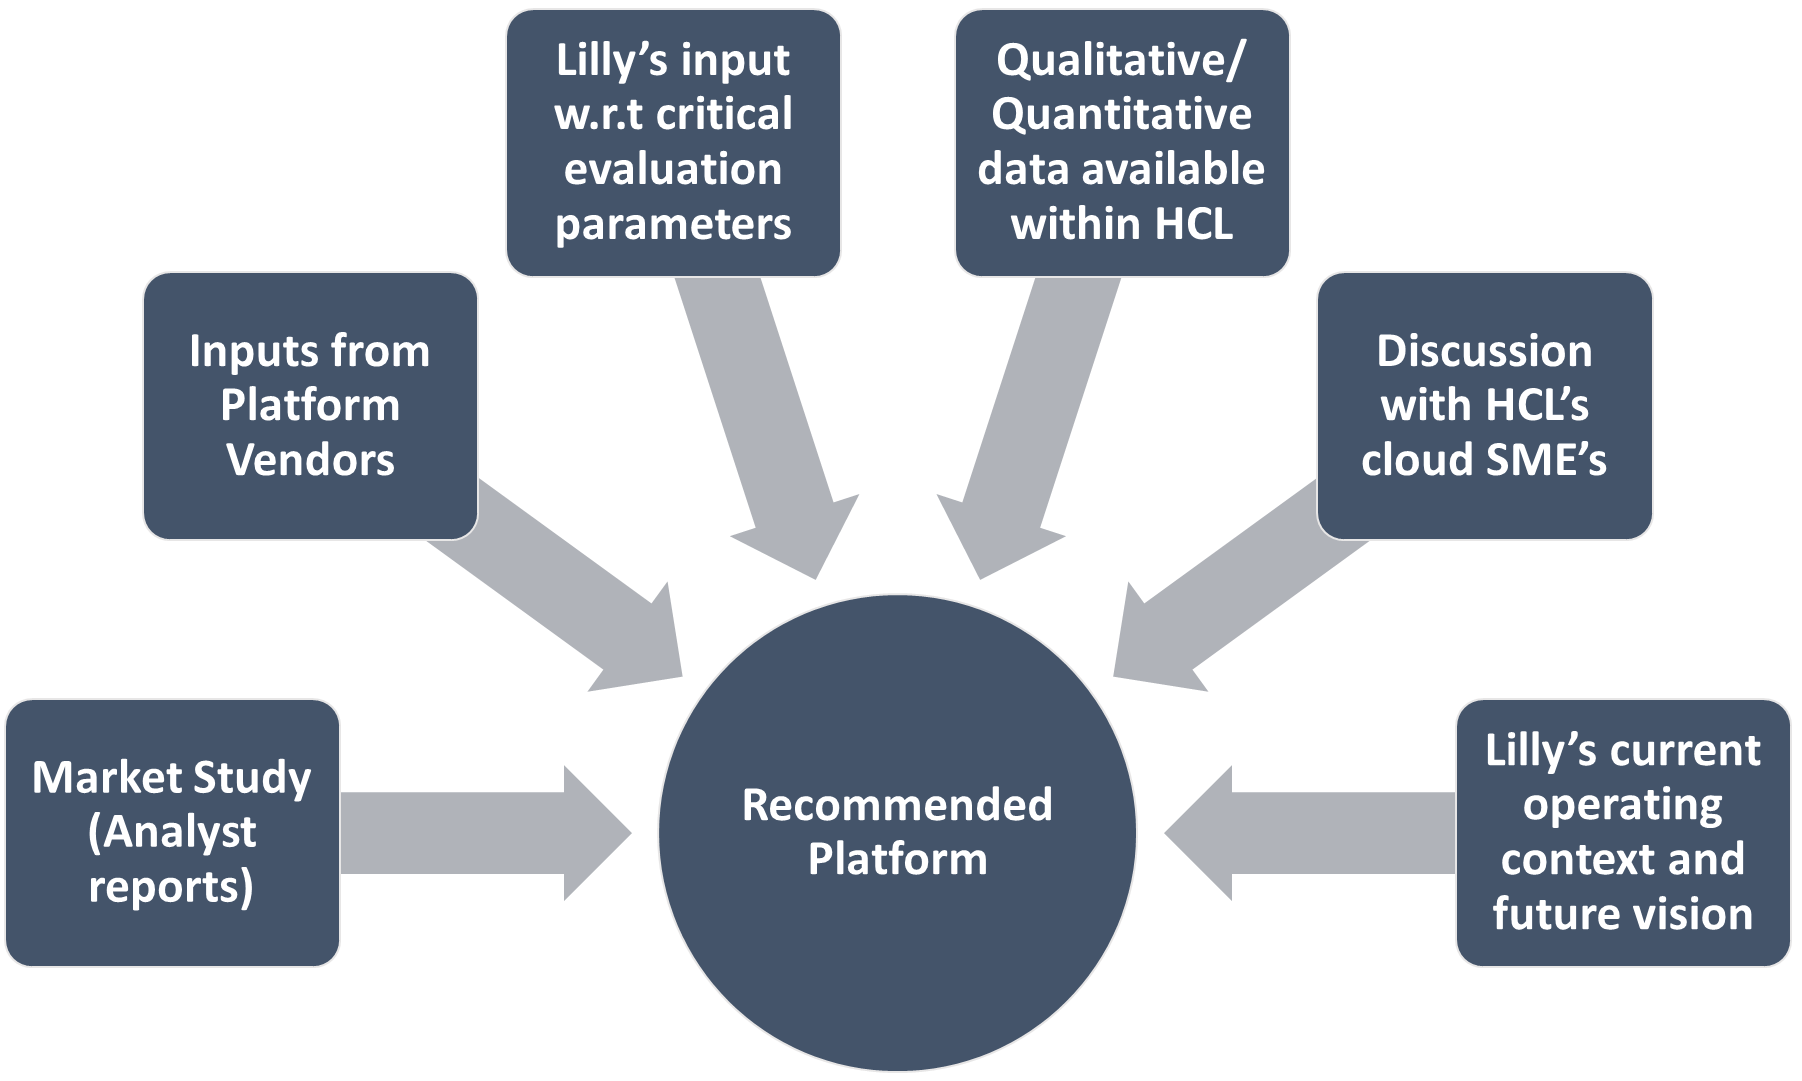 Lilly’s input
w.r.t critical
evaluation
parameters
Qualitative/
Quantitative
data available
within HCL
Inputs from
Platform
Vendors
Discussion
with HCL’s
cloud SME’s
Market Study
(Analyst
reports)
Recommended
Platform
Lilly’s current
operating
context and
future vision